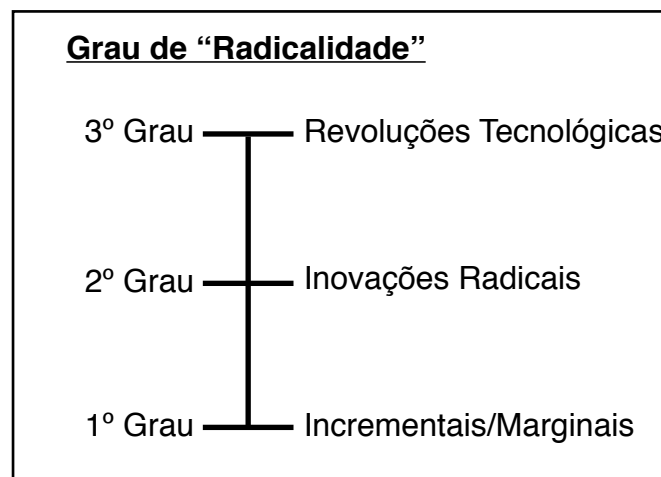 Grau de “Radicalidade”
3º Grau Revoluções Tecnológicas
2º Grau Inovações Radicais
1º Grau Incrementais/Marginais